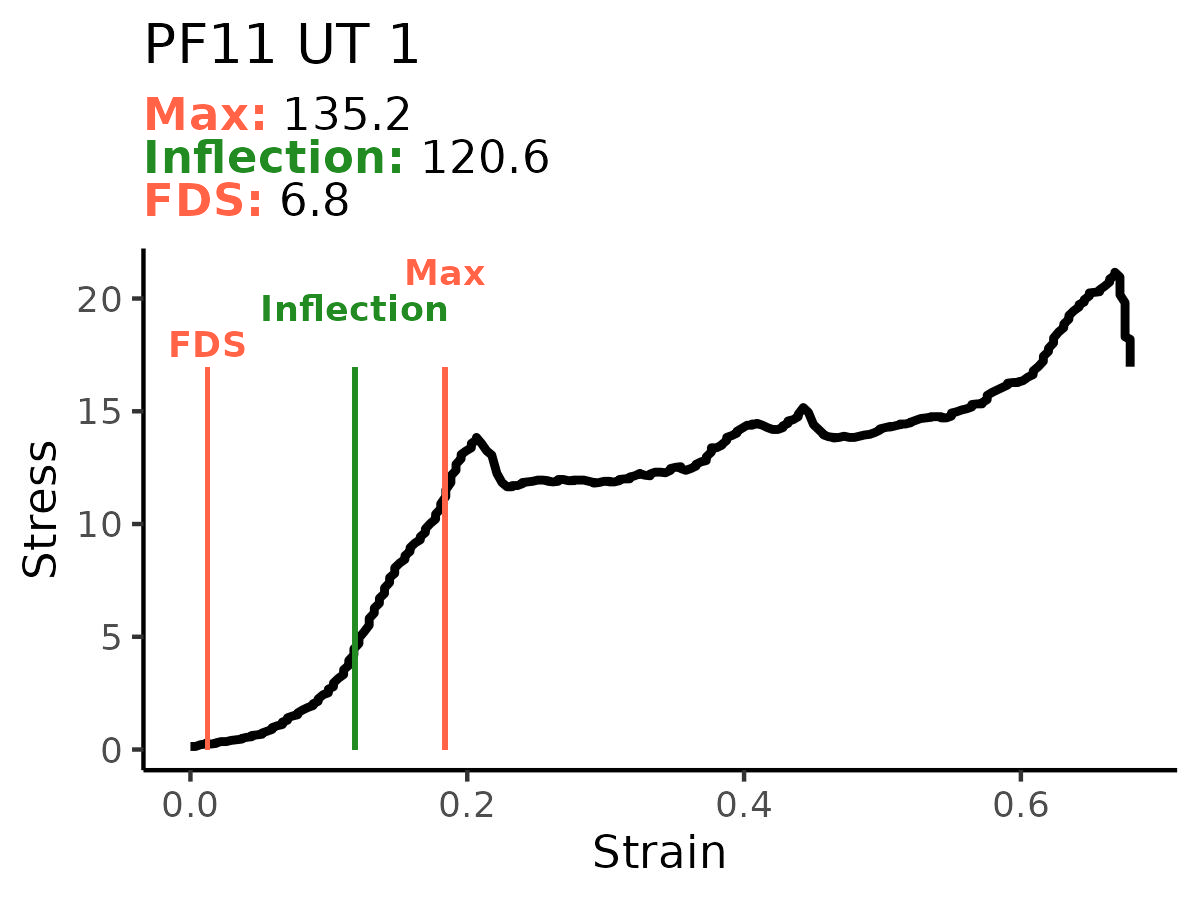 PF11 UT 1
Max: 135.2
Inflection: 120.6
FDS: 6.8
Max
Inflection
FDS
20
15
10
5
0
Stress
0.0 0.2 0.4 0.6
Strain